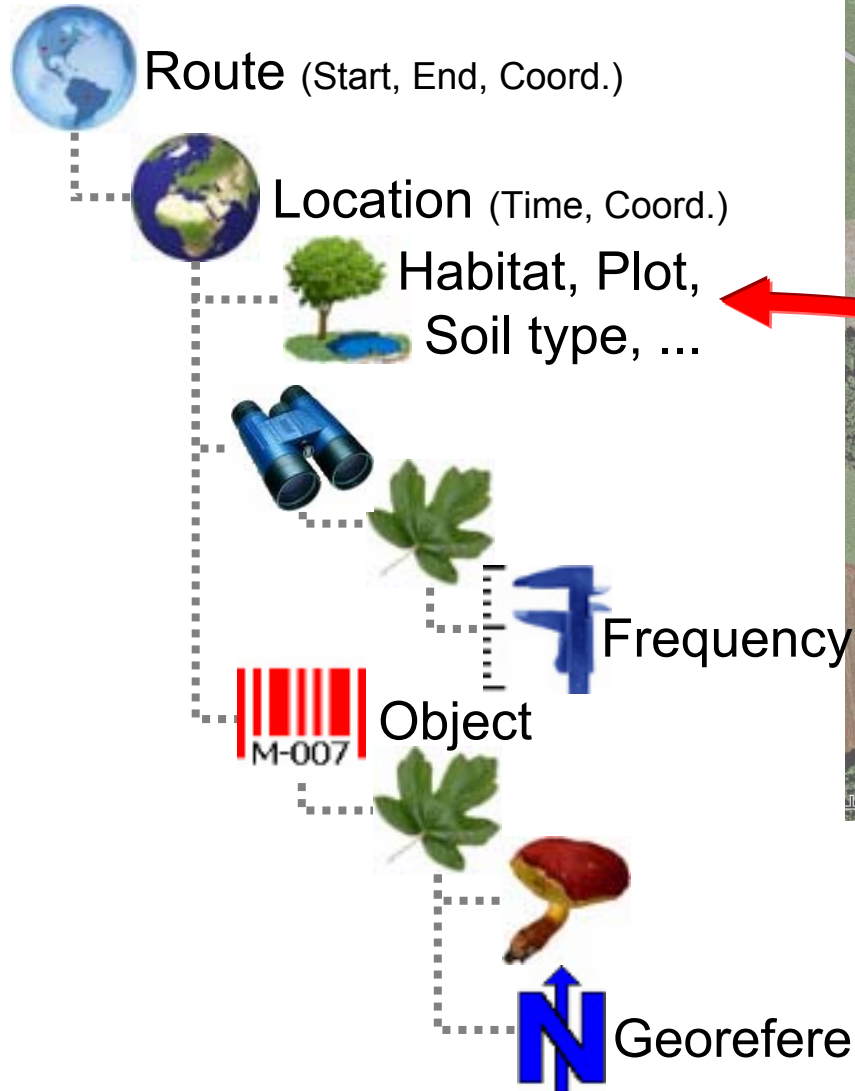 Route (Start, End, Coord.)
Location (Time, Coord.)
Habitat, Plot,
Soil type, ...
Frequency
Object
M-007
N
Georefere